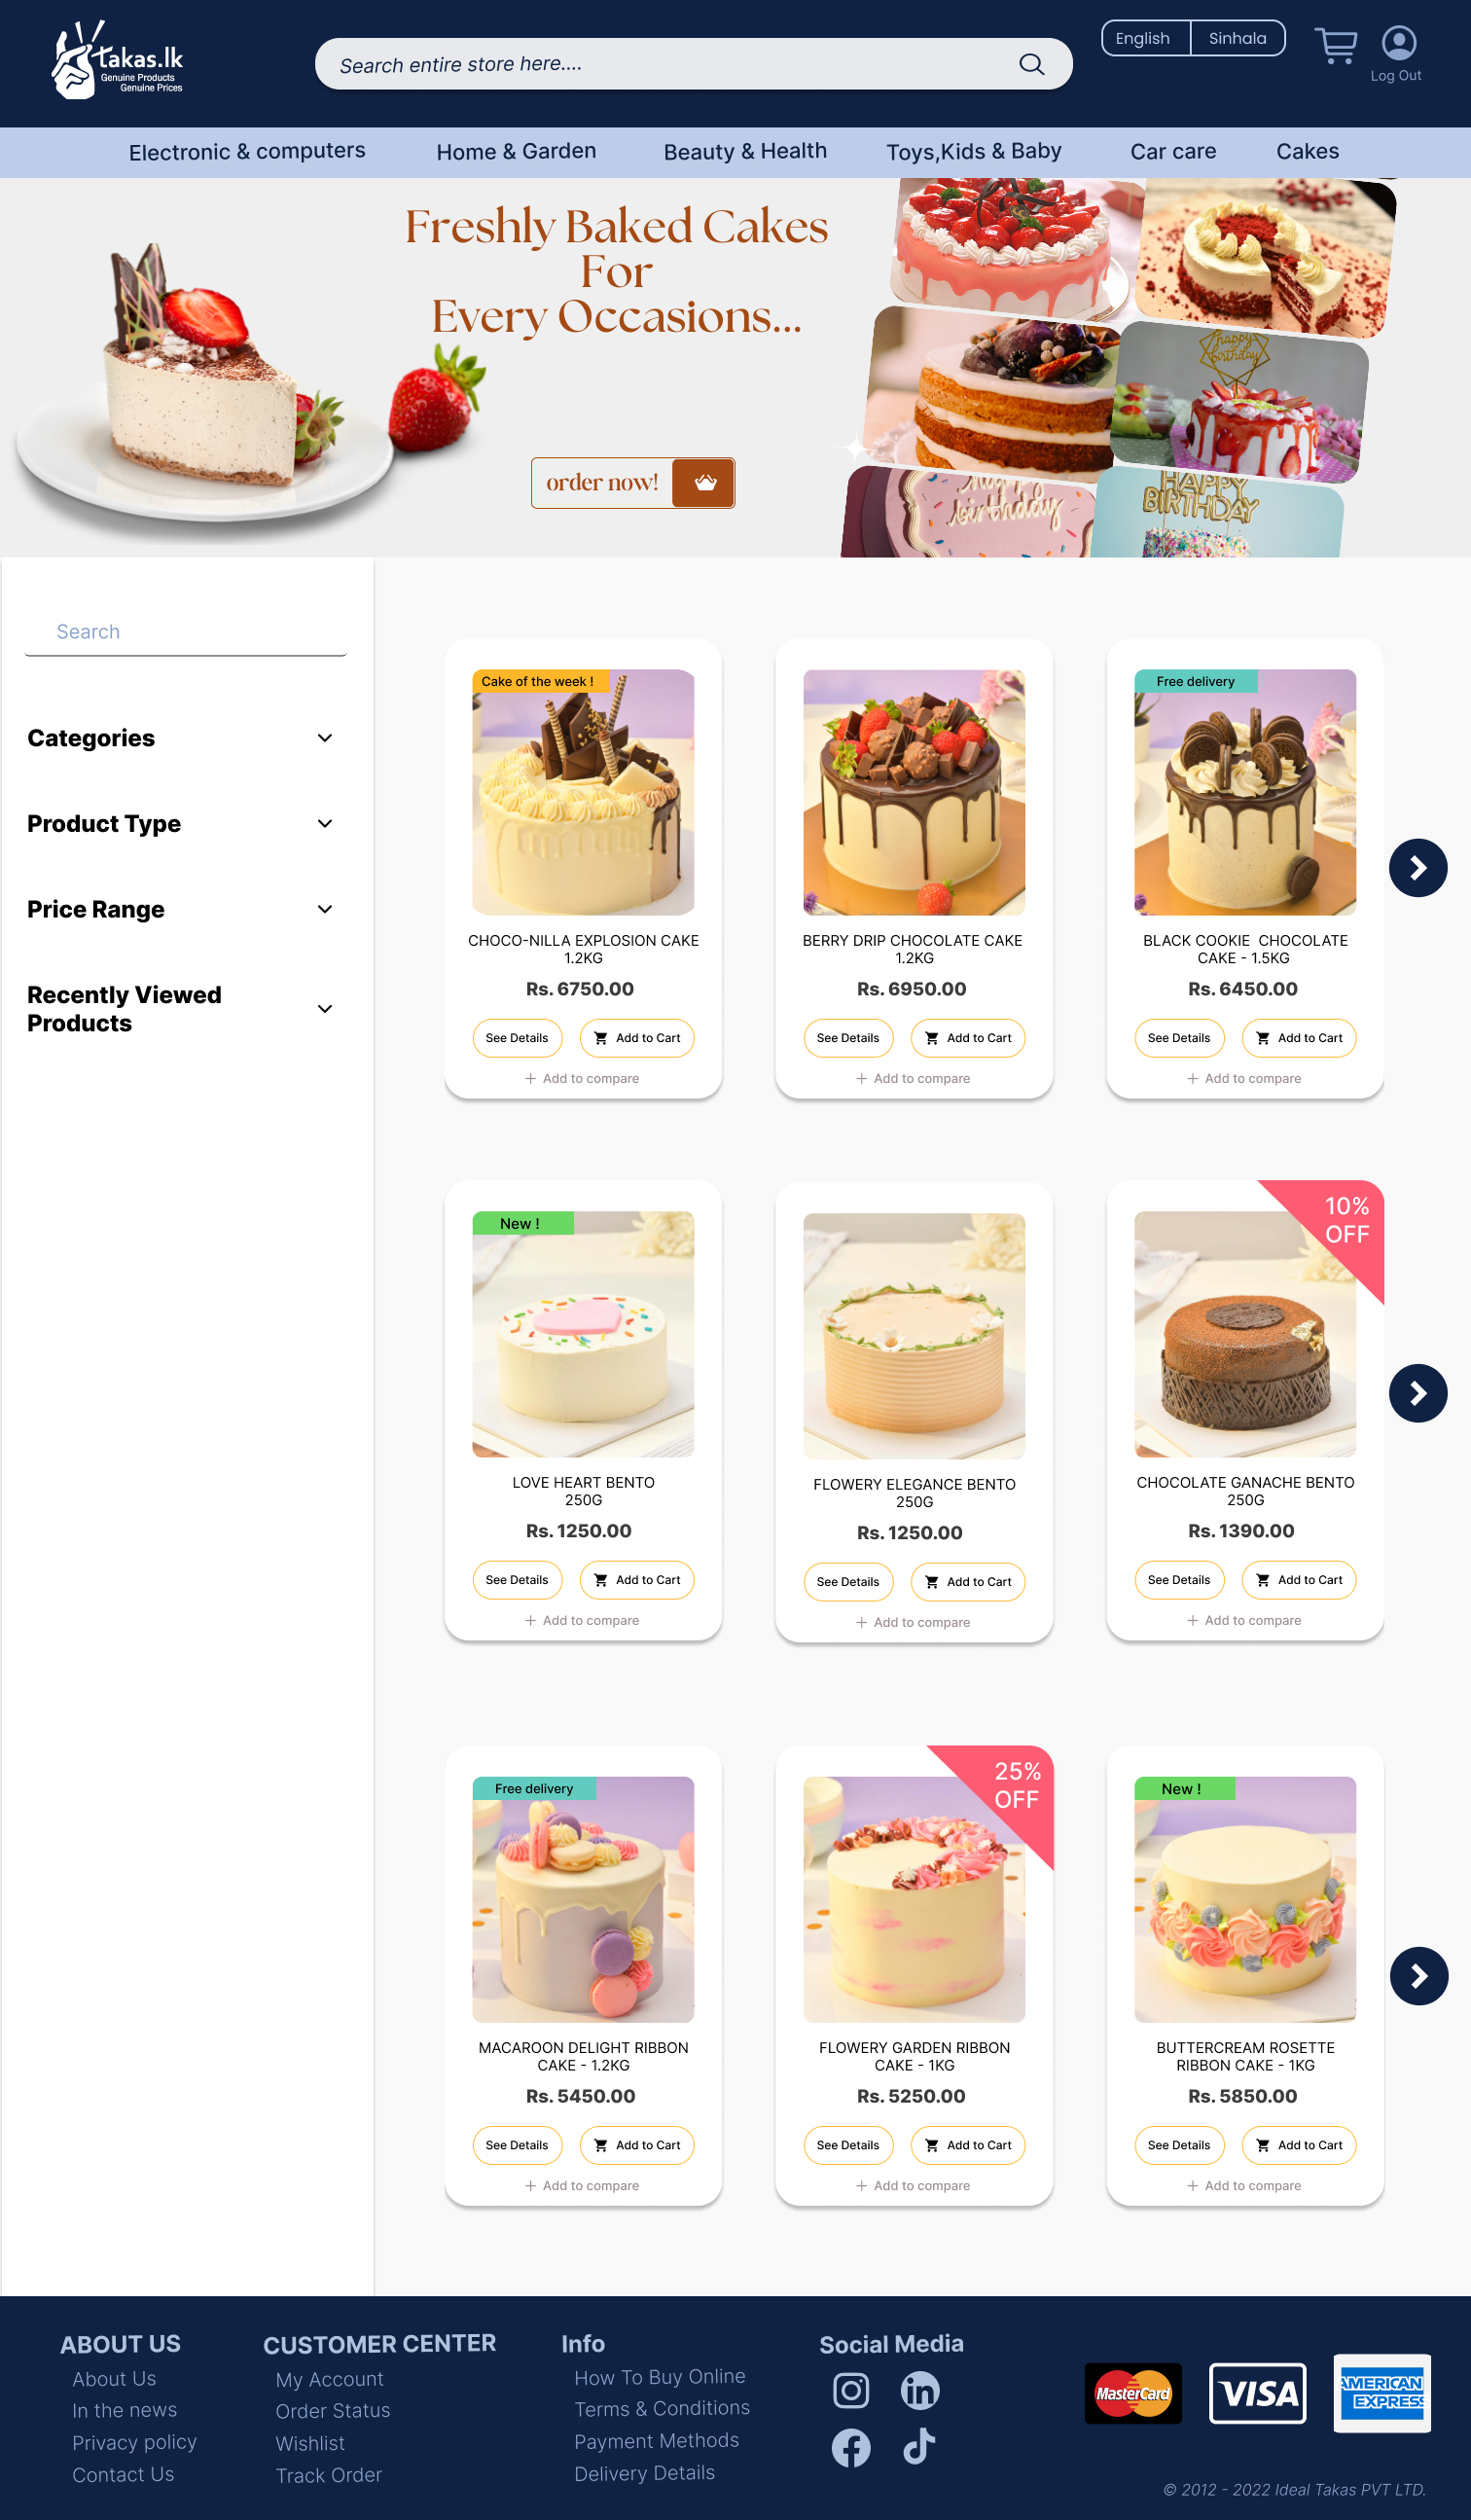 takas.lk
Genuine Products
Genuine Prices
Search entire store here....
English
Sinhala
Log Out
Electronic & computers
Home & Garden
Beauty & Health
Toys,Kids & Baby
Car care
Cakes
Freshly Baked Cakes
For
Every Occasions...
order now!
happy
birthday
birthday
HAPPY
BIRTHDAY
Search
Categories
Product Type
Price Range
Recently Viewed
Products
Cake of the week !
CHOCO-NILLA EXPLOSION CAKE
1.2KG
Rs. 6750.00
See Details
Add to Cart
Add to compare
BERRY DRIP CHOCOLATE CAKE
1.2KG
Rs. 6950.00
See Details
Add to Cart
Add to compare
Free delivery
BLACK COOKIE  CHOCOLATE
CAKE - 1.5KG
Rs. 6450.00
See Details
Add to Cart
Add to compare
New !
LOVE HEART BENTO
250G
Rs. 1250.00
See Details
Add to Cart
Add to compare
FLOWERY ELEGANCE BENTO
250G
Rs. 1250.00
See Details
Add to Cart
Add to compare
10%
OFF
CHOCOLATE GANACHE BENTO
250G
Rs. 1390.00
See Details
Add to Cart
Add to compare
Free delivery
MACAROON DELIGHT RIBBON
CAKE - 1.2KG
Rs. 5450.00
See Details
Add to Cart
Add to compare
25%
OFF
FLOWERY GARDEN RIBBON
CAKE - 1KG
Rs. 5250.00
See Details
Add to Cart
Add to compare
New !
BUTTERCREAM ROSETTE
RIBBON CAKE - 1KG
Rs. 5850.00
See Details
Add to Cart
Add to compare
ABOUT US
About Us
In the news
Privacy policy
Contact Us
CUSTOMER CENTER
My Account
Order Status
Wishlist
Track Order
Info
How To Buy Online
Terms & Conditions
Payment Methods
Delivery Details
Social Media
in
MasterCard
VISA
AMERICAN
EXPRESS
© 2012 - 2022 Ideal Takas PVT LTD.